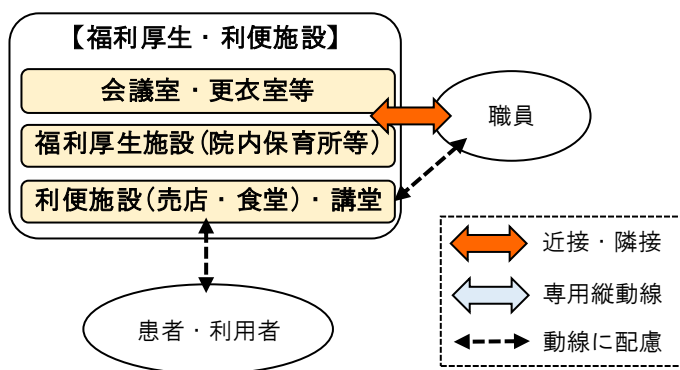 【福利厚生・利便施設】
会議室・更衣室等
福利厚生施設(院内保育所等)
利便施設(売店・食堂)・講堂
職員
患者・利用者
近接・隣接
専用縦動線
動線に配慮